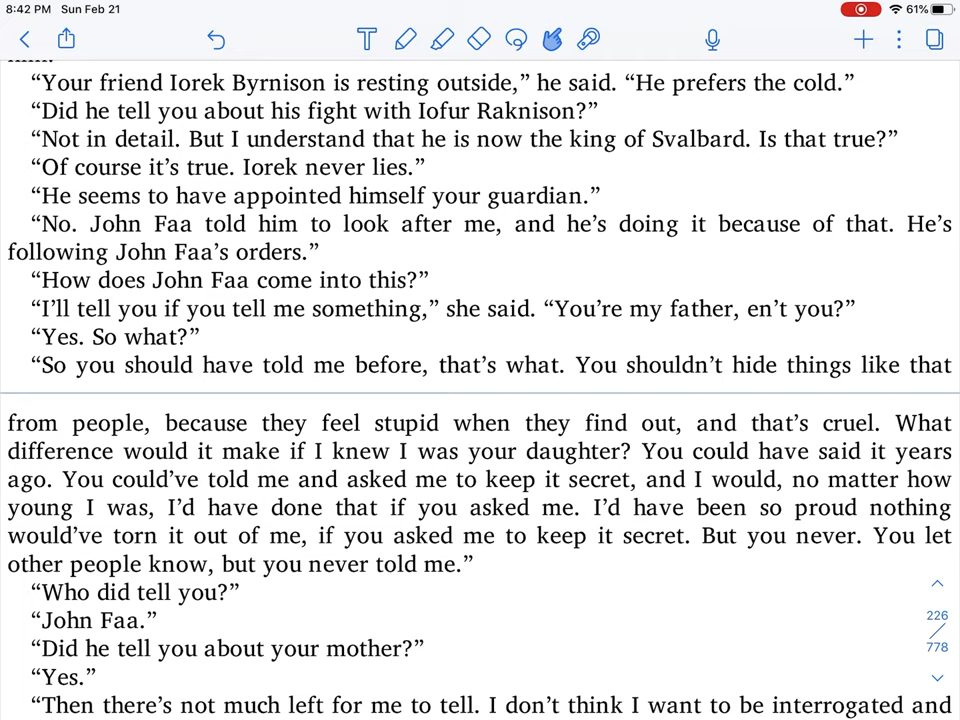 8:42 PM Sun Feb 21
61%
“Your friend Iorek Byrnison is resting outside,” he said. “He prefers the cold.”
“Did he tell you about his fight with Iofur Raknison?”
“Not in detail. But I understand that he is now the king of Svalbard. Is that true?”
“Of course it’s true. Iorek never lies.”
“He seems to have appointed himself your guardian.”
“No. John Faa told him to look after me, and he’s doing it because of that. He’s
following John Faa’s orders.”
“How does John Faa come into this?”
“I’ll tell you if you tell me something,” she said. “You’re my father, en’t you?”
“Yes. So what?”
“So you should have told me before, that’s what. You shouldn’t hide things like that
from people, because they feel stupid when they find out, and that’s cruel. What
difference would it make if I knew I was your daughter? You could have said it years
ago. You could’ve told me and asked me to keep it secret, and I would, no matter how
young I was, I’d have done that if you asked me. I’d have been so proud nothing
would’ve torn it out of me, if you asked me to keep it secret. But you never. You let
other people know, but you never told me.”
“Who did tell you?”
“John Faa.”
“Did he tell you about your mother?”
“Yes.”
“Then there’s not much left for me to tell. I don’t think I want to be interrogated and
226
778